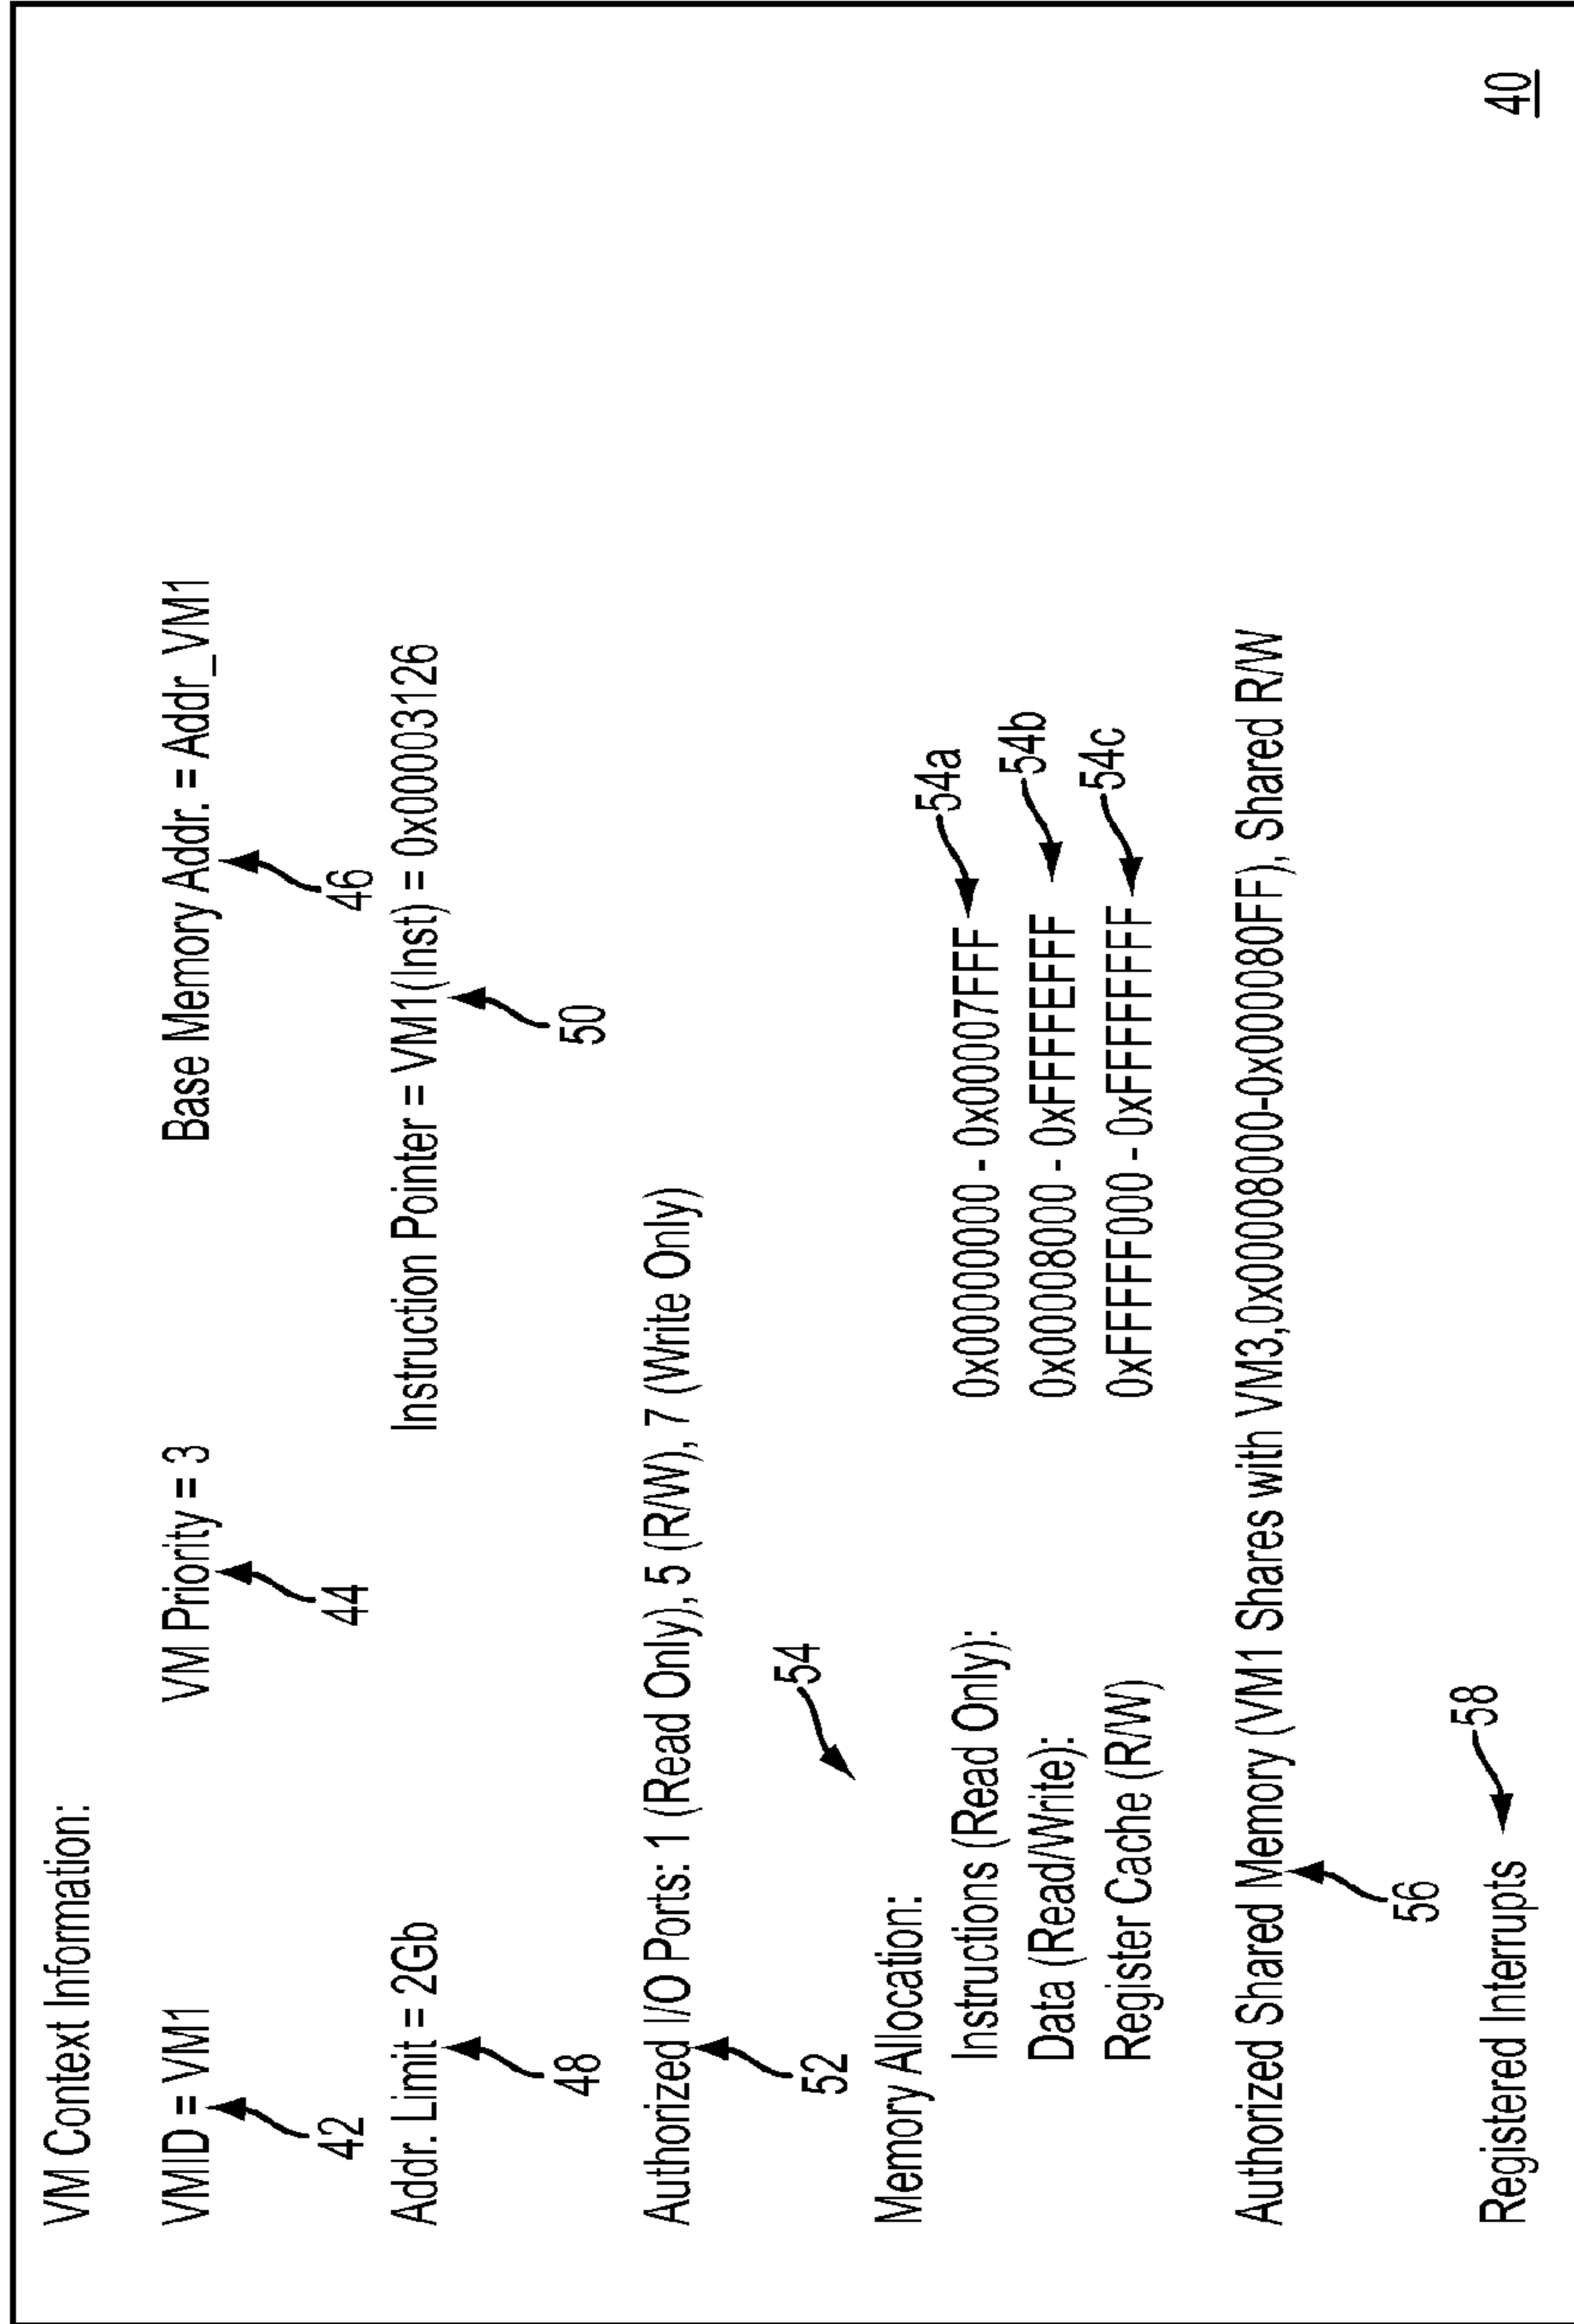 VM Context Information:
VMID = VM1 VM Priority = 3 Base Memory Addr. = Addr_VM1
42 44 46
Addr. Limit = 2Gb Instruction Pointer = VM1(Inst) = 0x00003126
48 50
Authorized I/O Ports: 1 (Read Only), 5 (R/W), 7 (Write Only)
52 54
Memory Allocation: 54a
Instructions (Read Only): 0x00000000 - 0x00007FFF
54b
Data (Read/Write): 0x00008000 - 0xFFFFEFFF
54c
Register Cache (R/W) 0xFFFFF000 - 0xFFFFFFFF
Authorized Shared Memory (VM1 Shares with VM3,0x00008000-0x000080FF), Shared R/W
56 58
Registered Interrupts
40